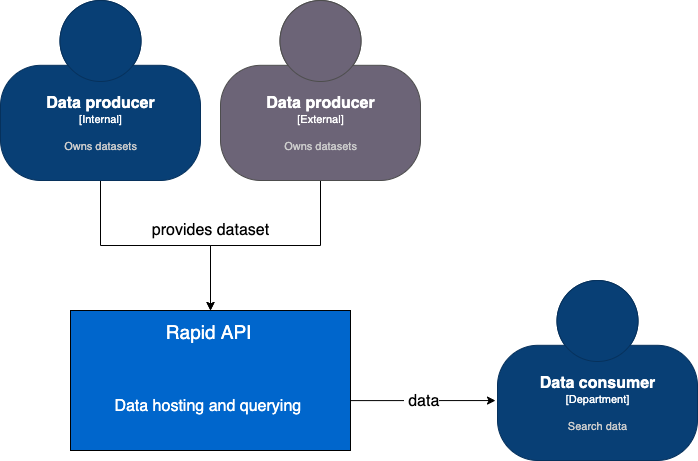 Data producer
[Internal]
Owns datasets
Data producer
[External]
Owns datasets
provides dataset
Rapid API
Data hosting and querying
data
Data consumer
[Department]
Search data